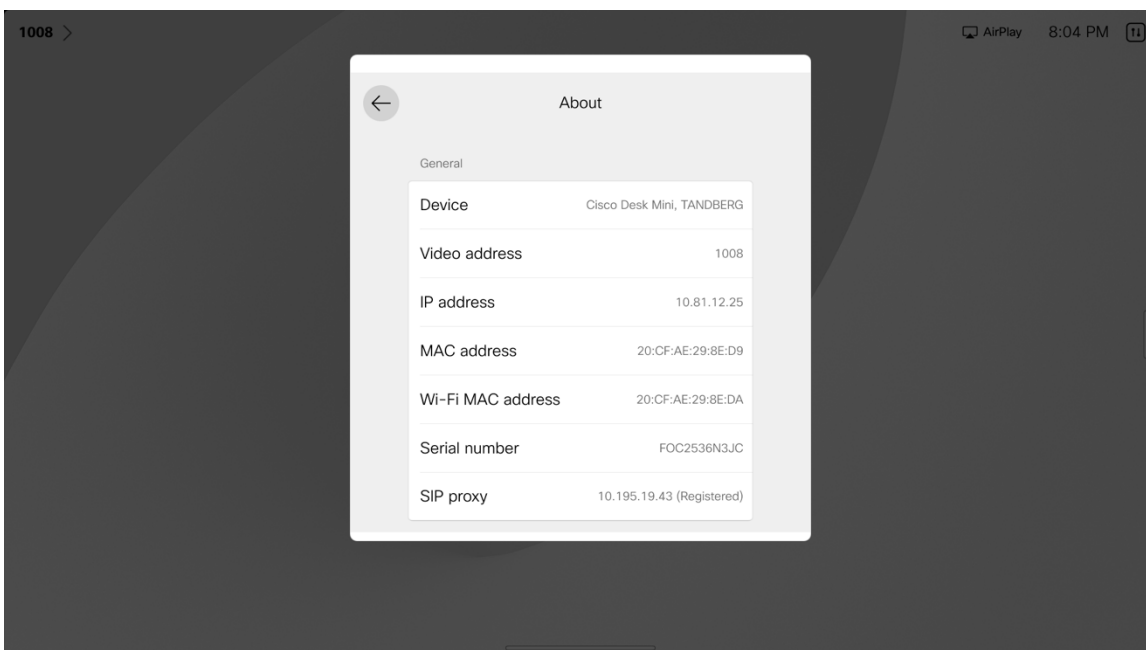 1008
AirPlay 8:04 PM
About
General
Device Cisco Desk Mini, TANDBERG
Video address 1008
IP address 10.81.12.25
MAC address 20:CF:AE:29:8E:D9
Wi-Fi MAC address 20:CF:AE:29:8E:DA
Serial number FOC2536N3JC
SIP proxy 10.195.19.43 (Registered)